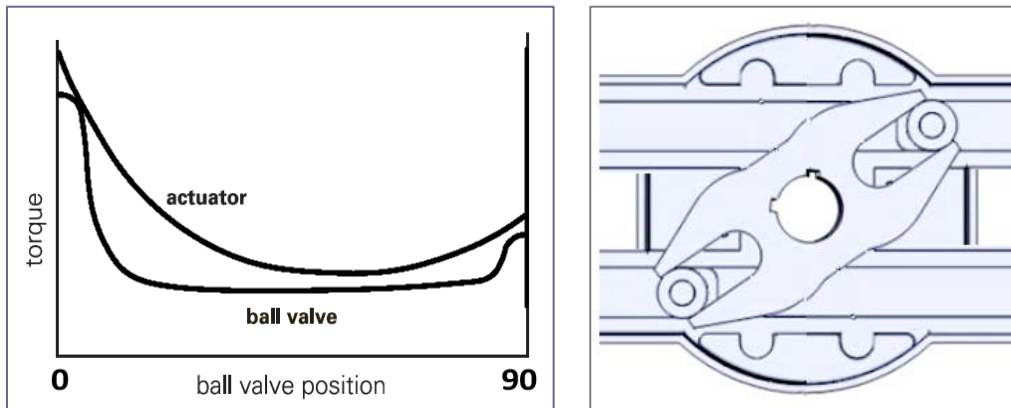 torque
actuator
ball valve
0
ball valve position
90